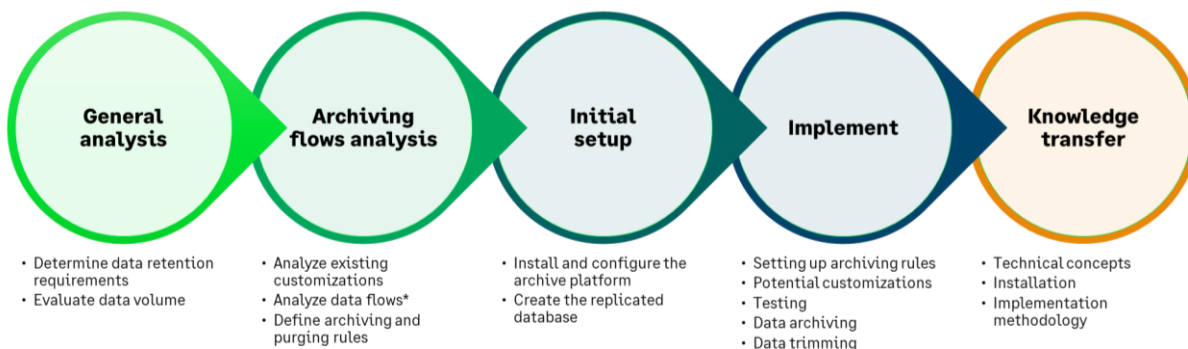 General
analysis
Archiving
flows analysis
Initial
setup
Implement
Knowledge
transfer
• Determine data retention
requirements
• Evaluate data volume
• Analyze existing
customizations
• Analyze data flows*
• Define archiving and
purging rules
• Install and configure the
archive platform
• Create the replicated
database
• Setting up archiving rules
• Potential customizations
• Testing
• Data archiving
• Data trimming
• Technical concepts
• Installation
• Implementation
methodology